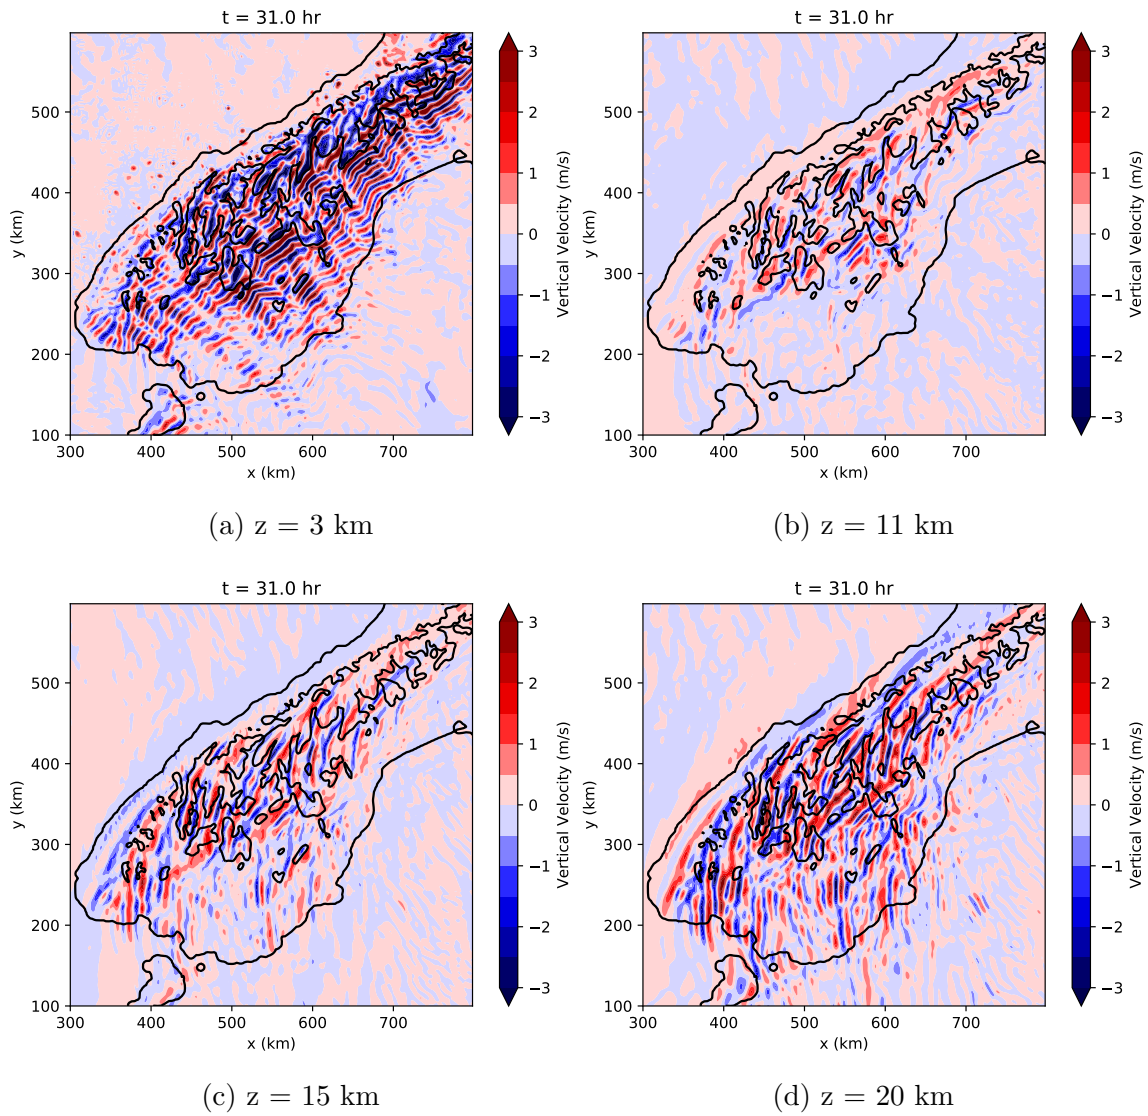 t = 31.0 hr
500
400
300
200
100
y (km)
300 400 500 600 700
x (km)
3
2
1
0
−1
−2
−3
Vertical Velocity (m/s)
(a) z = 3 km
t = 31.0 hr
500
400
300
200
100
y (km)
300 400 500 600 700
x (km)
3
2
1
0
−1
−2
−3
Vertical Velocity (m/s)
(b) z = 11 km
t = 31.0 hr
500
400
300
200
100
y (km)
300 400 500 600 700
x (km)
3
2
1
0
−1
−2
−3
Vertical Velocity (m/s)
(c) z = 15 km
t = 31.0 hr
500
400
300
200
100
y (km)
300 400 500 600 700
x (km)
3
2
1
0
−1
−2
−3
Vertical Velocity (m/s)
(d) z = 20 km